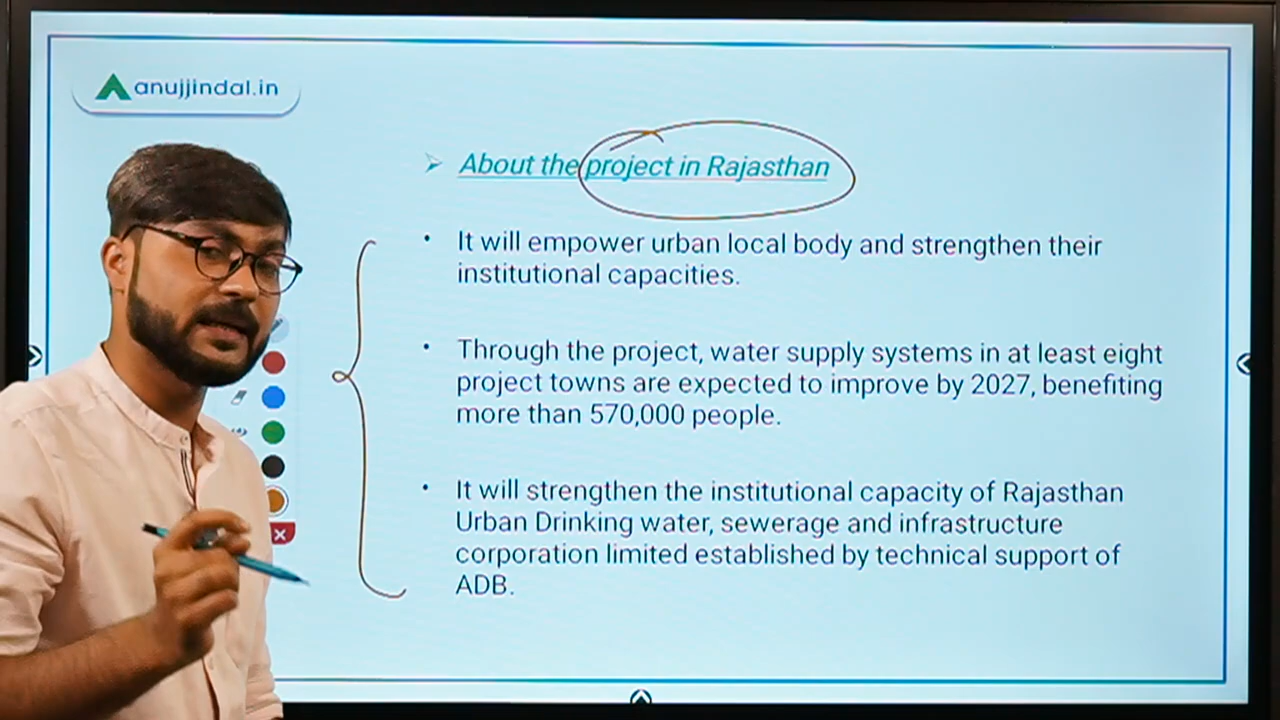 anujjindal.in
About the project in Rajasthan
It will empower urban local body and strengthen their
institutional capacities.
Through the project, water supply systems in at least eight
project towns are expected to improve by 2027, benefiting
more than 570,000 people.
It will strengthen the institutional capacity of Rajasthan
Urban Drinking water, sewerage and infrastructure
corporation limited established by technical support of
ADB.